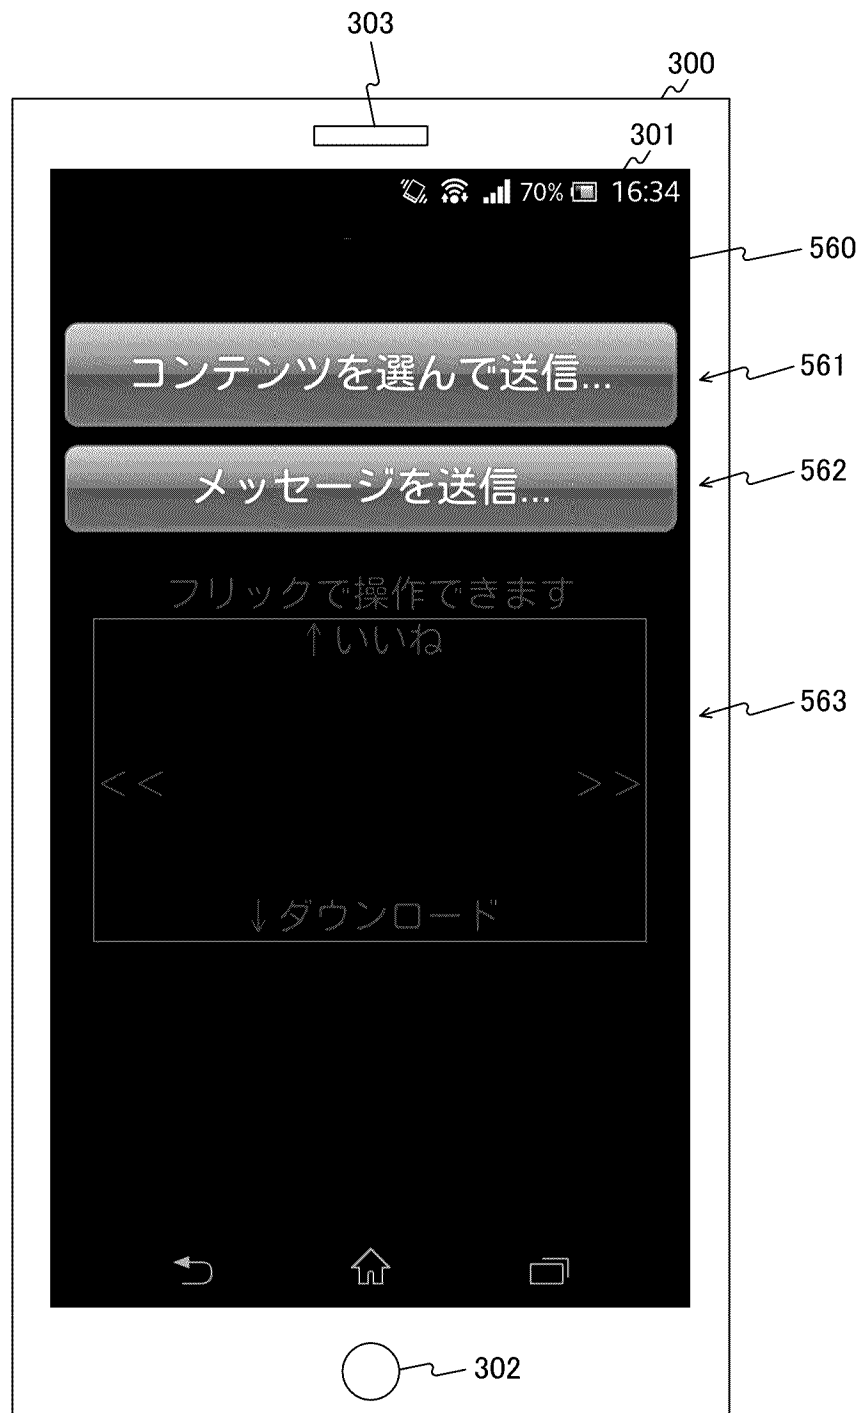 303
300
301
70% 16:34
560
コンテンツを選んで送信...
561
メッセージを送信...
562
フリックで操作できます
↑いいね
563
<< >>
↓ダウンロード
302